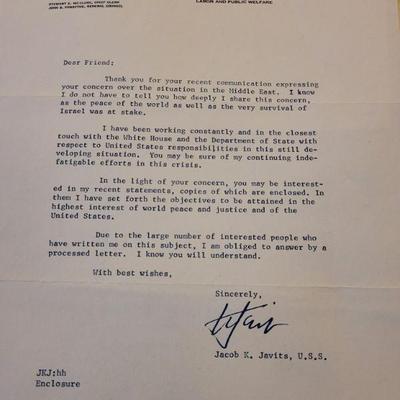 STEWART E. MCCLURE, CHIEF CLERK
JOHN S. FORSYTHE, GENERAL COUNSEL
LABOR AND PUBLIC WELFARE
Dear Friend:
Thank you for your recent communication expressing
your concern over the situation in the Middle East. I know
I do not have to tell you how deeply I share this concern,
as the peace of the world as well as the very survival of
Israel was at stake.
I have been working constantly and in the closest
touch with the White House and the Department of State with
respect to United States responsibilities in this still de-
veloping situation. You may be sure of my continuing inde-
fatigable efforts in this crisis.
In the light of your concern, you may be interest-
ed in my recent statements, copies of which are enclosed. In
them I have set forth the objectives to be attained in the
highest interest of world peace and justice and of the
United States.
Due to the large number of interested people who
have written me on this subject, I am obliged to answer by a
processed letter. I know you will understand.
With best wishes,
Sincerely,
Jacob K. Javits, U.S.S.
JKJ:hh
Enclosure